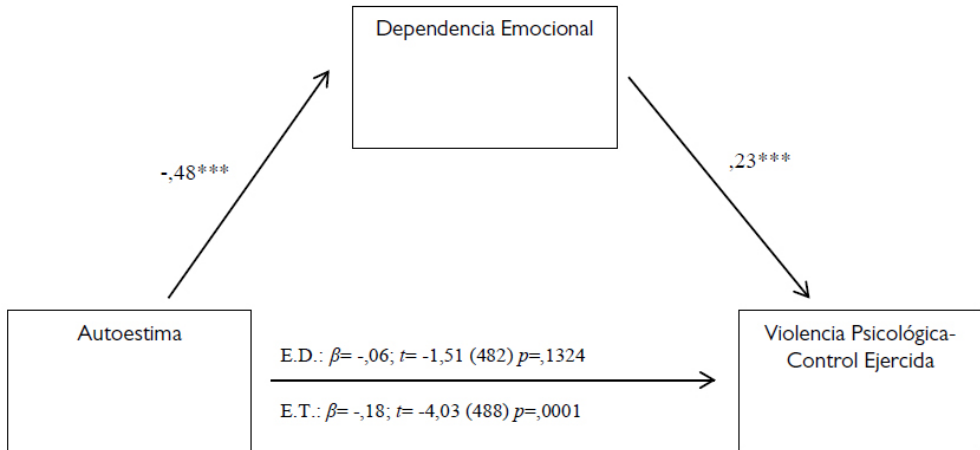 Dependencia Emocional
-,48***
,23***
Autoestima
E.D.: β= -,06; t= -1,51 (482) p=,1324
E.T.: β= -,18; t= -4,03 (488) p=,0001
Violencia Psicológica-
Control Ejercida